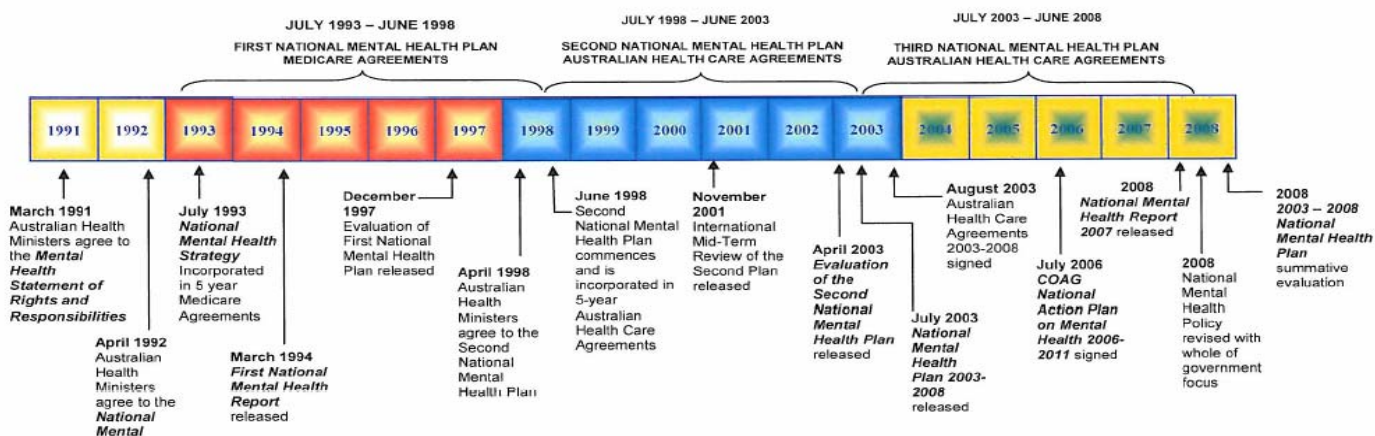 JULY 1993 – JUNE 1998
FIRST NATIONAL MENTAL HEALTH PLAN
MEDICARE AGREEMENTS
JULY 1998 – JUNE 2003
SECOND NATIONAL MENTAL HEALTH PLAN
AUSTRALIAN HEALTH CARE AGREEMENTS
JULY 2003 – JUNE 2008
THIRD NATIONAL MENTAL HEALTH PLAN
AUSTRALIAN HEALTH CARE AGREEMENTS
1991 1992 1993 1994 1995 1996 1997 1998 1999 2000 2001 2002 2003 2004 2005 2006 2007 2008
March 1991
Australian Health
Ministers agree to
the Mental
Health
Statement of
Rights and
Responsibilities
April 1992
Australian
Health
Ministers
agree to the
National
Mental
July 1993
National
Mental Health
Strategy
Incorporated
in 5 year
Medicare
Agreements
March 1994
First National
Mental Health
Report
released
December
1997
Evaluation of
First National
Mental Health
Plan released
April 1998
Australian
Health
Ministers
agree to the
Second
National
Mental
Health Plan
June 1998
Second
National Mental
Health Plan
commences
and is
incorporated in
5-year
Australian
Health Care
Agreements
November
2001
International
Mid-Term
Review of the
Second Plan
released
April 2003
Evaluation
of the
Second
National
Mental
Health Plan
released
July 2003
National
Mental
Health
Plan 2003-
2008
released
August 2003
Australian
Health Care
Agreements
2003-2008
signed
July 2006
COAG
National
Action Plan
on Mental
Health 2006-
2011 signed
2008
National Mental
Health Report
2007 released
2008
National
Mental
Health
Policy
revised with
whole of
government
focus
2008
2003 – 2008
National
Mental Health
Plan
summative
evaluation